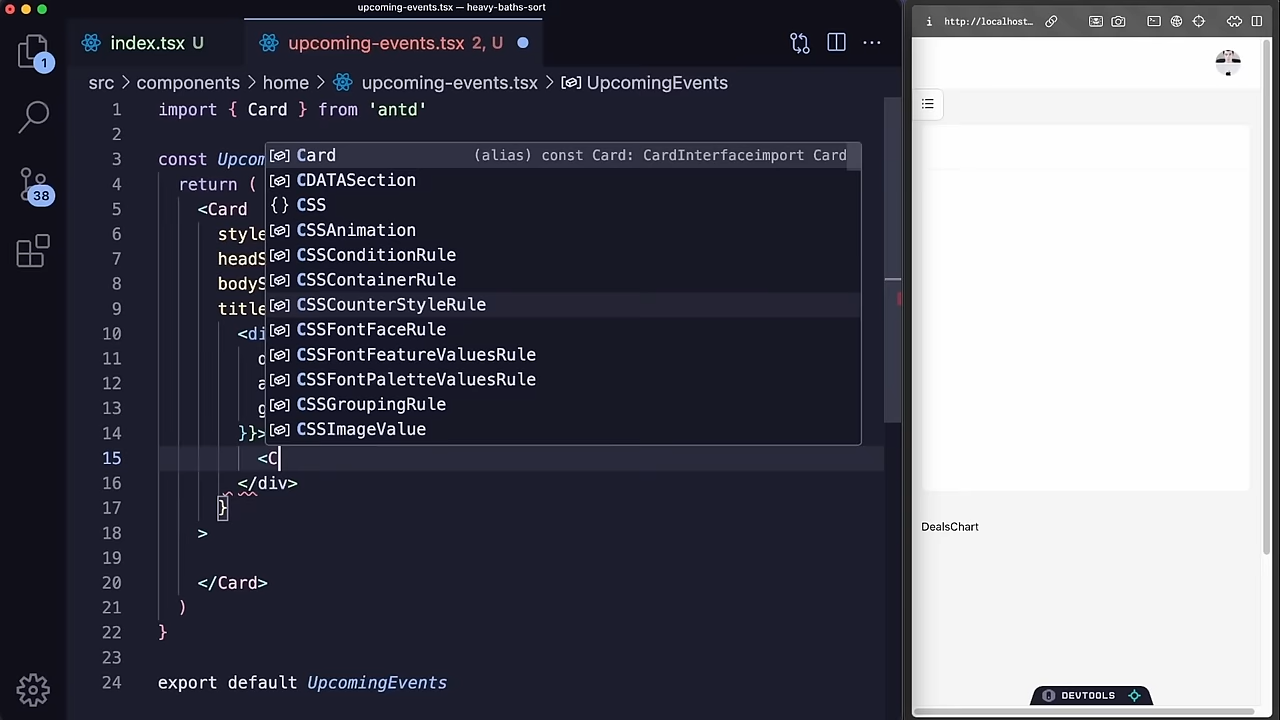 upcoming-events.tsx — heavy-baths-sort
http://localhost…
index.tsx U
upcoming-events.tsx 2, U
1
src > components > home > upcoming-events.tsx > UpcomingEvents
1 import { Card } from 'antd'
2
3 const Upcom
4 return (
5 <Card
6 style
7 headS
8 bodyS
9 title
10 <di
11 d
12 a
13 g
14 }}>
15 <C
16 </div>
17 }
18 >
19
20 </Card>
21 )
22 }
23
24 export default UpcomingEvents
Card (alias) const Card: CardInterfaceimport Card
CDATASection
{} CSS
CSSAnimation
CSSConditionRule
CSSContainerRule
CSSCounterStyleRule
CSSFontFaceRule
CSSFontFeatureValuesRule
CSSFontPaletteValuesRule
CSSGroupingRule
CSSImageValue
38
DealsChart
DEVTOOLS